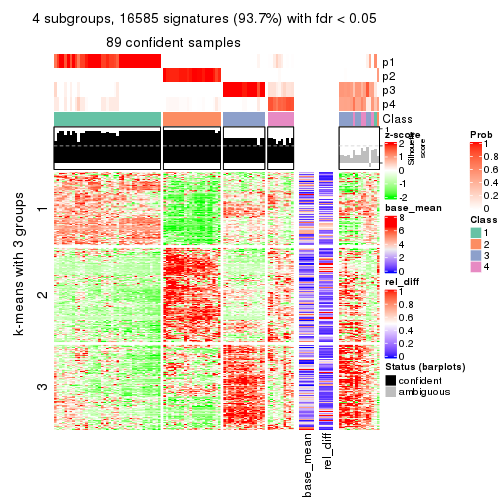 4 subgroups, 16585 signatures (93.7%) with fdr < 0.05
89 confident samples
p1
p2
p3
p4
Class
1
Silhouette
score
k-means with 3 groups
1
2
3
base_mean
rel_diff
z-score
2
1
0
-1
-2
base_mean
8
6
4
2
0
rel_diff
1
0.8
0.6
0.4
0.2
0
Status (barplots)
confident
ambiguous
Prob
1
0.8
0.6
0.4
0.2
0
Class
1
2
3
4